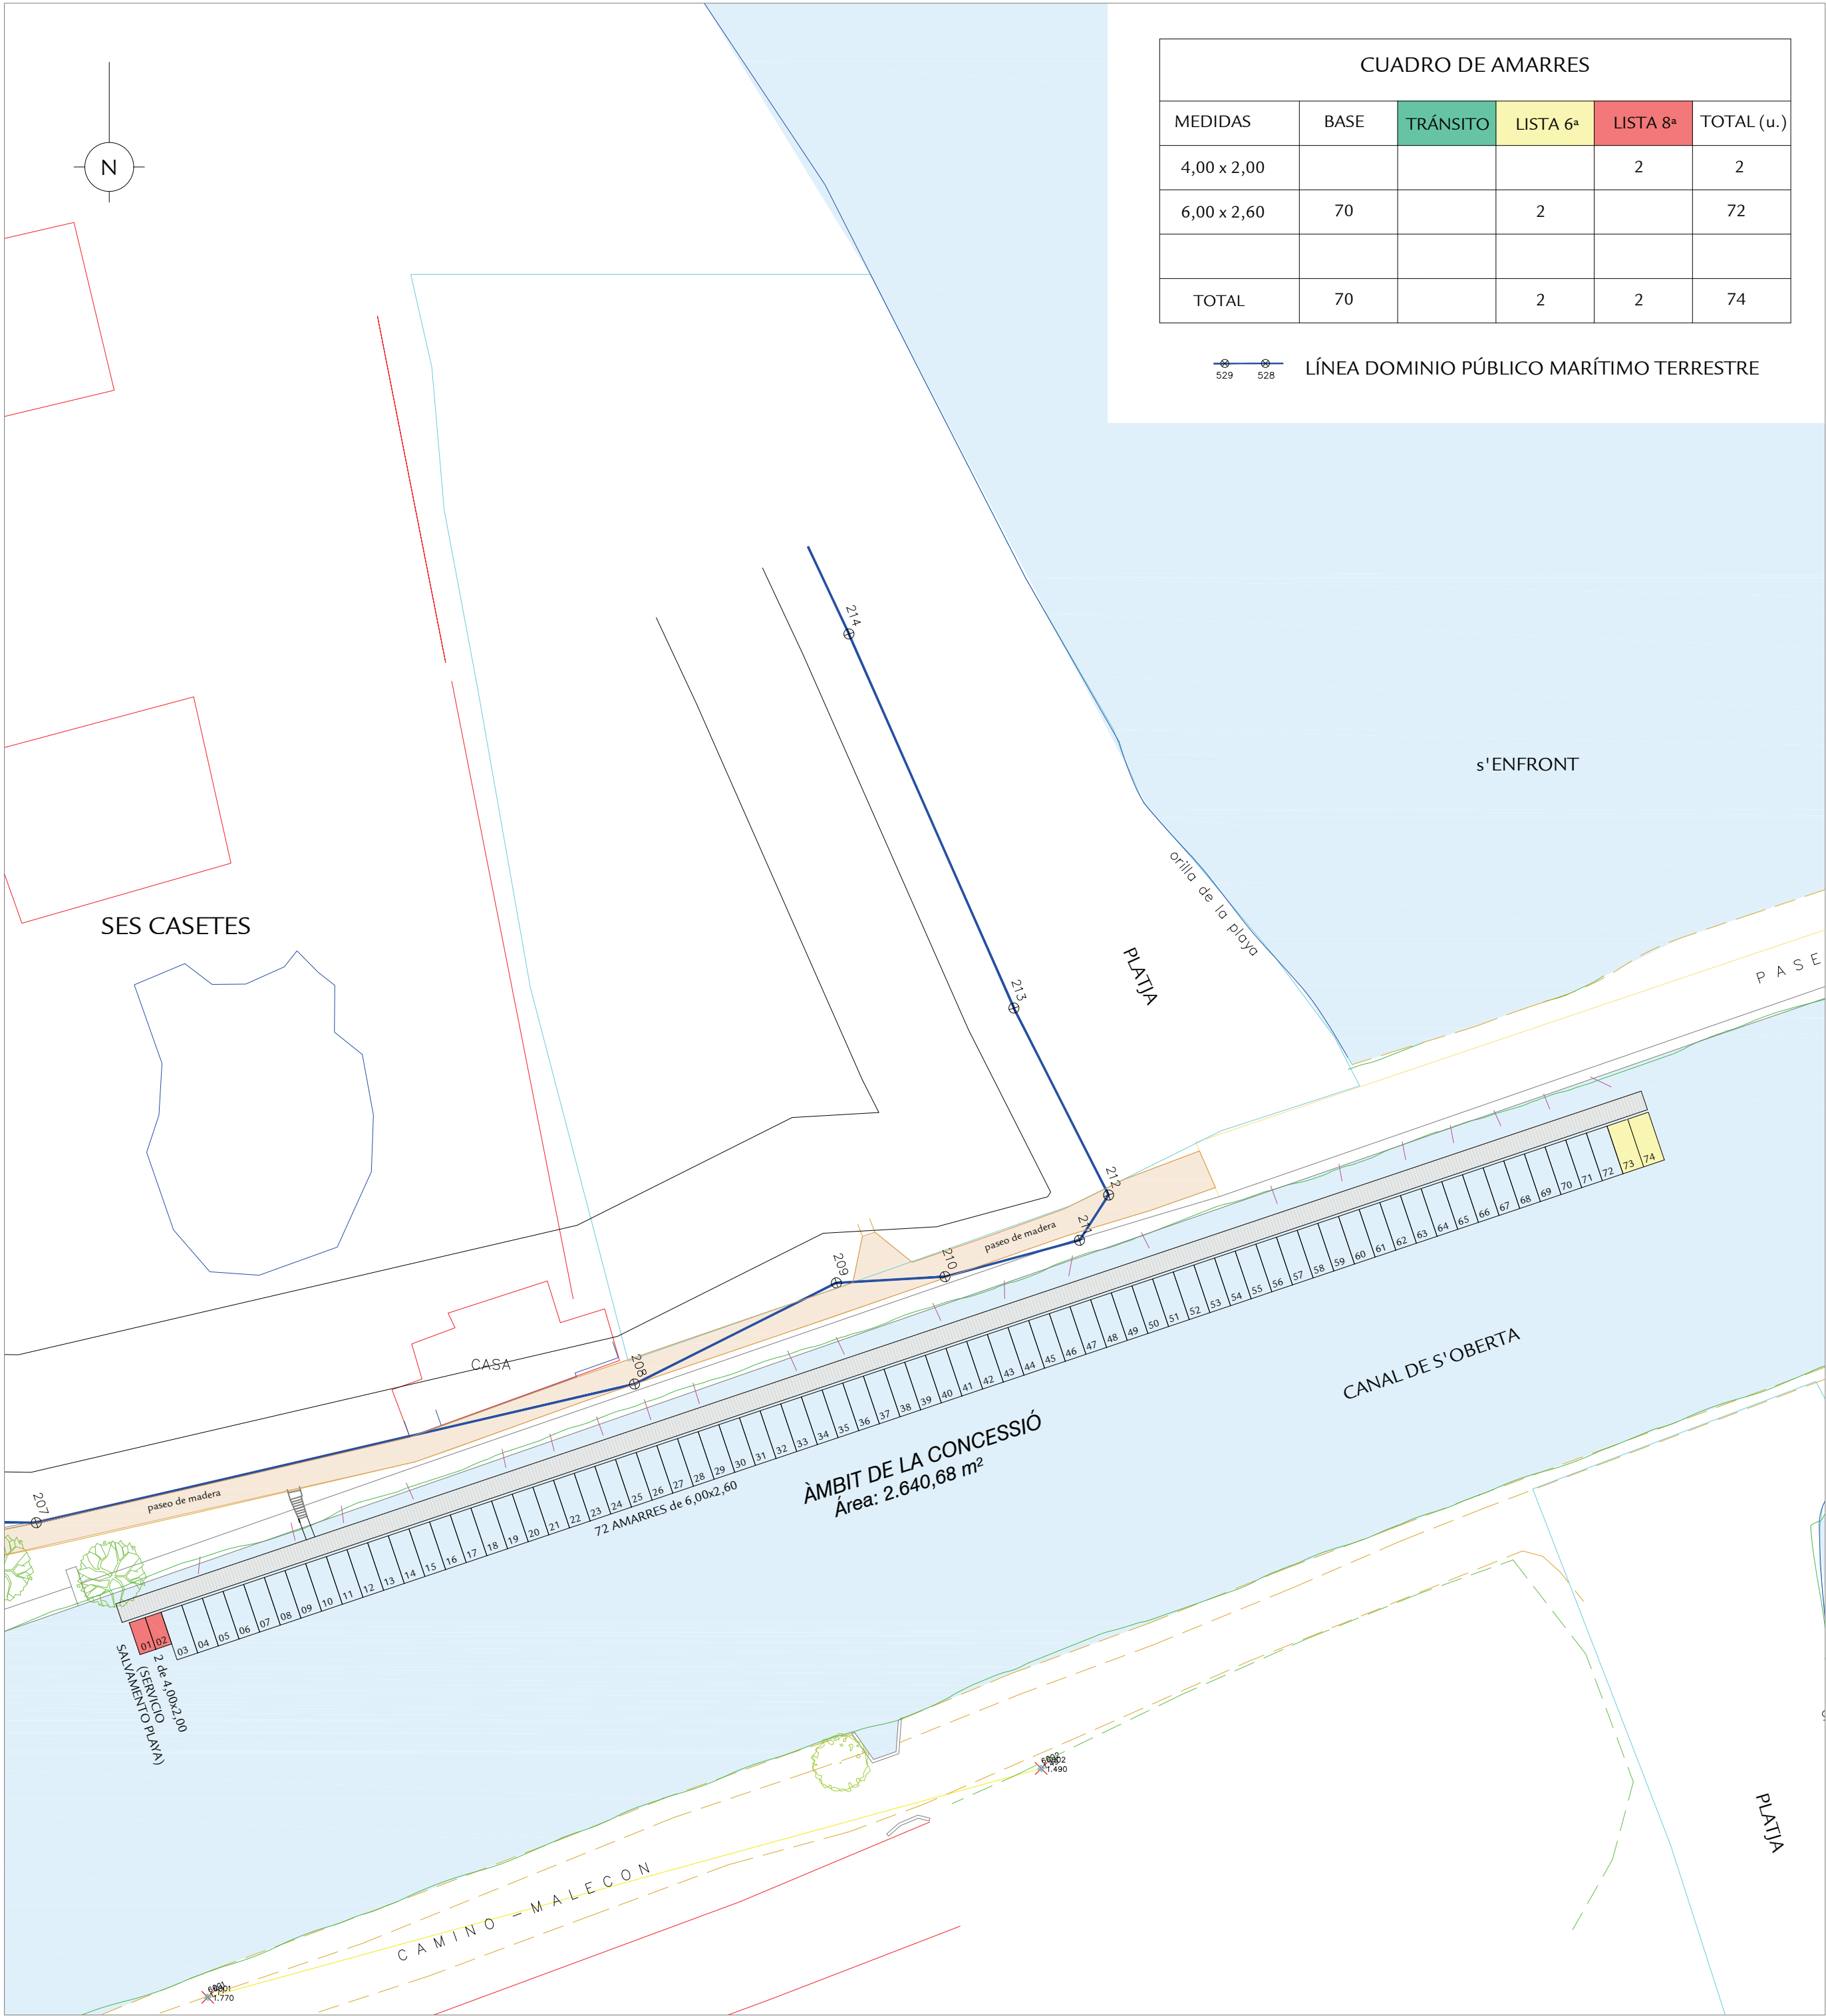 CUADRO DE AMARRES
MEDIDAS BASE TRÁNSITO LISTA 6ª LISTA 8ª TOTAL (u.)
4,00 x 2,00 2 2
6,00 x 2,60 70 2 72
TOTAL 70 2 2 74
529 528 LÍNEA DOMINIO PÚBLICO MARÍTIMO TERRESTRE
N
214
s'ENFRONT
orilla de la playa
SES CASETES
PLATJA
PASE
213
212
211
210
209
208
207
paseo de madera
CASA
paseo de madera
01 02 03 04 05 06 07 08 09 10 11 12 13 14 15 16 17 18 19 20 21 22 23 24 25 26 27 28 29 30 31 32 33 34 35 36 37 38 39 40 41 42 43 44 45 46 47 48 49 50 51 52 53 54 55 56 57 58 59 60 61 62 63 64 65 66 67 68 69 70 71 72 73 74
72 AMARRES de 6,00x2,60
ÀMBIT DE LA CONCESSIÓ
Área: 2.640,68 m²
CANAL DE S'OBERTA
2 de 4,00x2,00
(SERVICIO
SALVAMENTO PLAYA)
1.490
PLATJA
CAMINO - MALECON
1.770